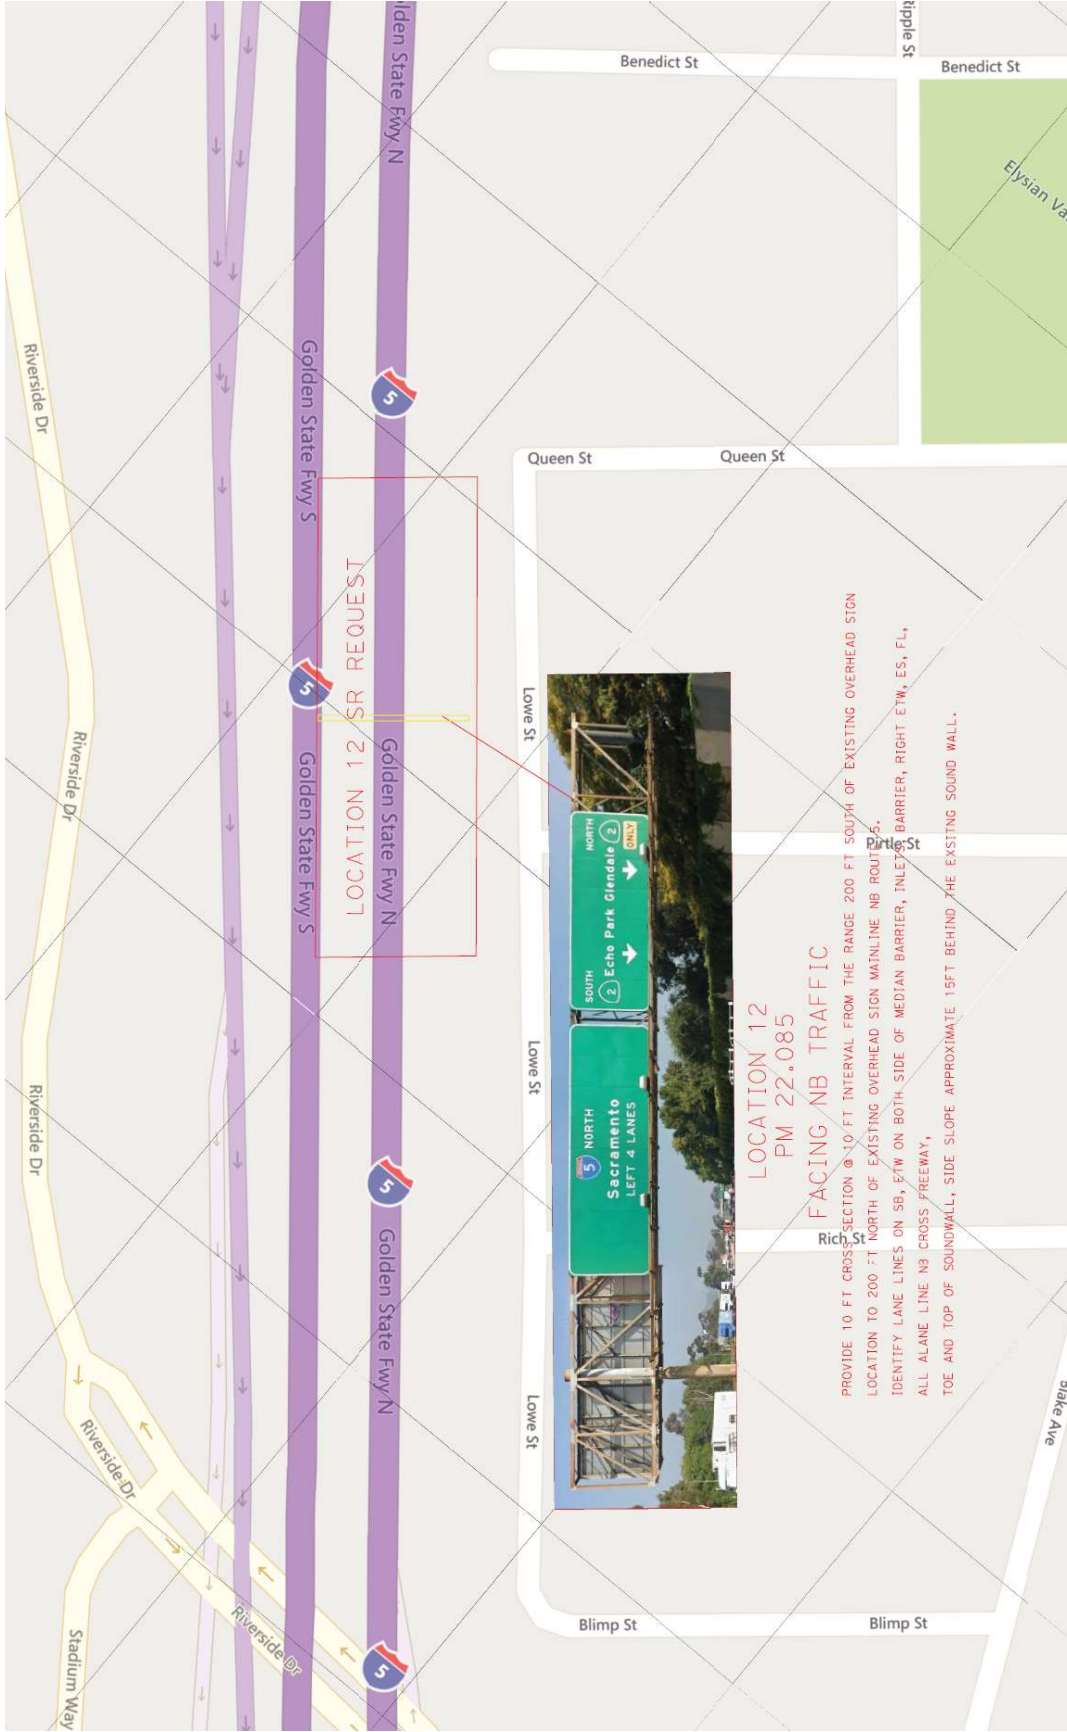 Golden State Fwy N
Ripple St
Benedict St
Benedict St
Elysian Va
Riverside Dr
Golden State Fwy S
5
Queen St
Queen St
LOCATION 12 SR REQUEST
5
Lowe St
Riverside Dr
Golden State Fwy S
Golden State Fwy N
NORTH
2
ONLY
Echo Park Glendale
SOUTH
2
5 NORTH
Sacramento
LEFT 4 LANES
Pirtle St
LOCATION 12
PM 22.085
FACING NB TRAFFIC
PROVIDE 10 FT CROSS SECTION @ 10 FT INTERVAL FROM THE RANGE 200 FT SOUTH OF EXISTING OVERHEAD SIGN
LOCATION TO 200 FT NORTH OF EXISTING OVERHEAD SIGN MAINLINE NB ROUTE 5.
IDENTIFY LANE LINES ON SB, ETW ON BOTH SIDE OF MEDIAN BARRIER, INLETS, BARRIER, RIGHT ETW, ES, FL,
ALL ALANE LINE NB CROSS FREEWAY,
TOE AND TOP OF SOUNDWALL, SIDE SLOPE APPROXIMATE 15FT BEHIND THE EXSITNG SOUND WALL.
Lowe St
Riverside Dr
5
Rich St
Golden State Fwy N
Lowe St
Blake Ave
Riverside Dr
Riverside Dr
Blimp St
Blimp St
5
Stadium Way